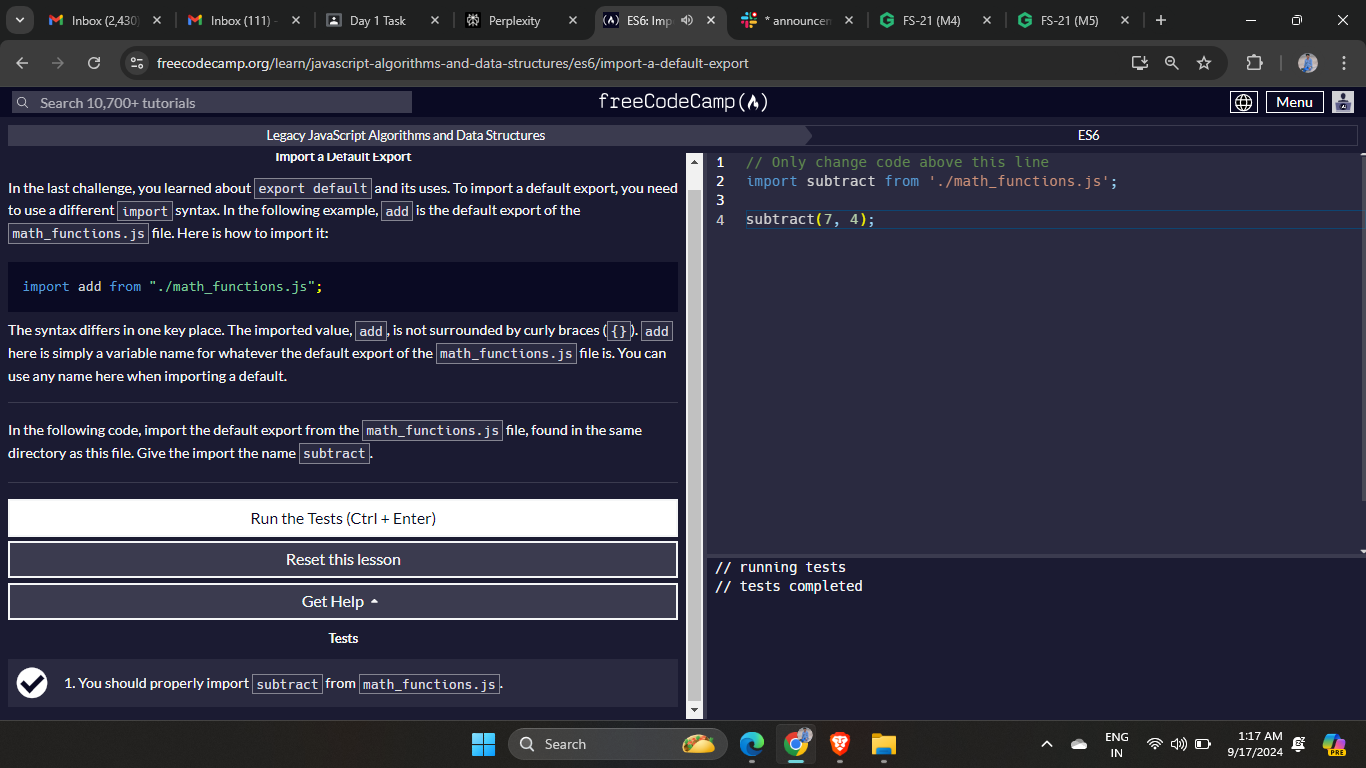 Inbox (2,430)
Inbox (111) -
Day 1 Task
Perplexity
ES6: Imp
* announcen
FS-21 (M4)
FS-21 (M5)
freecodecamp.org/learn/javascript-algorithms-and-data-structures/es6/import-a-default-export
Search 10,700+ tutorials
freeCodeCamp(
Menu
Legacy JavaScript Algorithms and Data Structures
ES6
Import a Default Export
In the last challenge, you learned about export default and its uses. To import a default export, you need
to use a different import syntax. In the following example, add is the default export of the
math_functions.js file. Here is how to import it:
import add from "./math_functions.js";
The syntax differs in one key place. The imported value, add, is not surrounded by curly braces ({}). add
here is simply a variable name for whatever the default export of the math_functions.js file is. You can
use any name here when importing a default.
In the following code, import the default export from the math_functions.js file, found in the same
directory as this file. Give the import the name subtract.
Run the Tests (Ctrl + Enter)
Reset this lesson
Get Help
Tests
1. You should properly import subtract from math_functions.js.
1 // Only change code above this line
2 import subtract from './math_functions.js';
3
4 subtract(7, 4);
// running tests
// tests completed
Search
ENG
IN
1:17 AM
9/17/2024
PRE